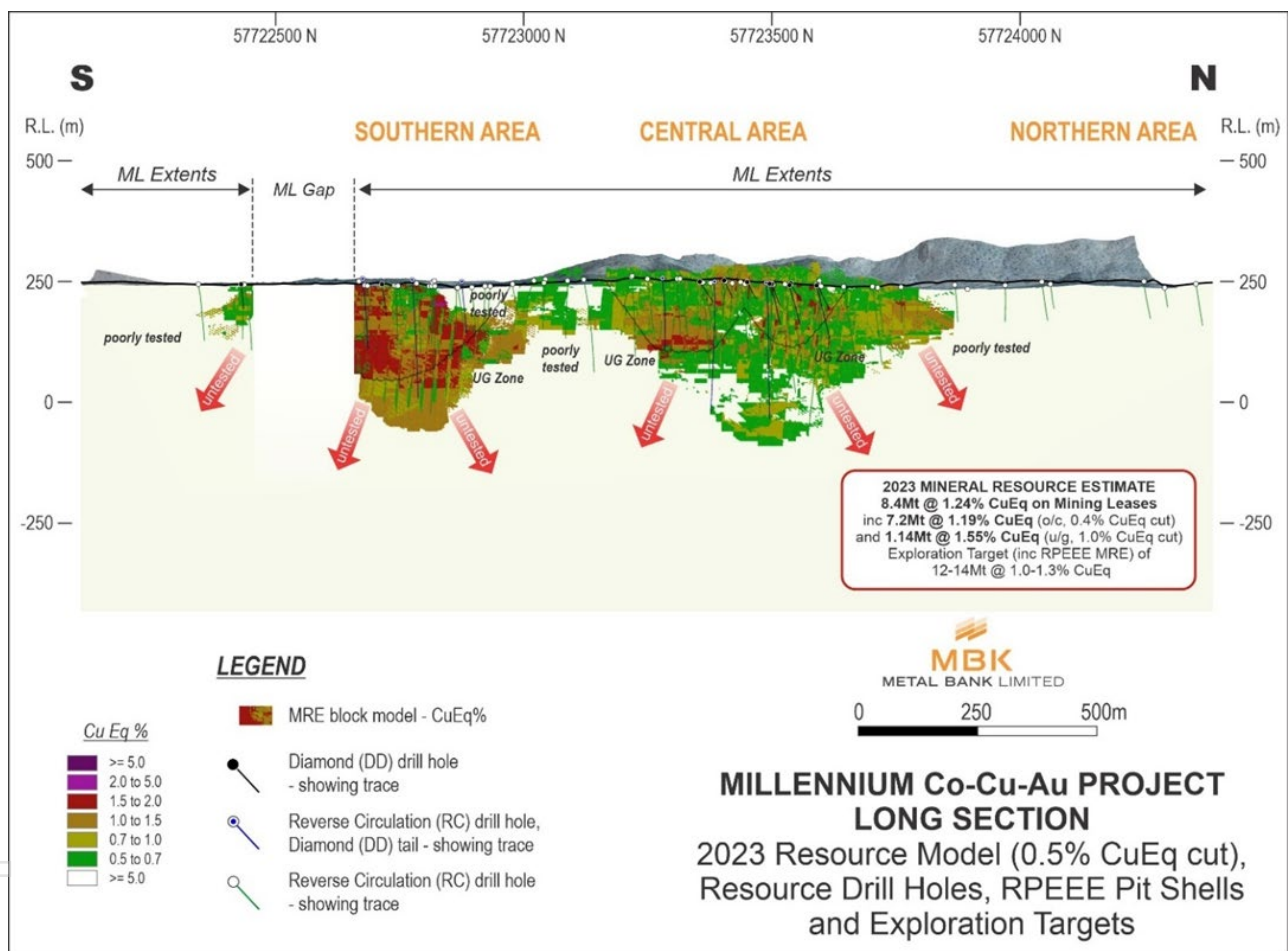 57722500 N
57723000 N
57723500 N
57724000 N
S
N
R.L. (m)
SOUTHERN AREA
CENTRAL AREA
NORTHERN AREA
R.L. (m)
500
500
ML Extents
ML Gap
ML Extents
250
250
poorly tested
poorly
tested
poorly
tested
UG Zone
UG Zone
UG Zone
poorly tested
0
0
untested
untested
untested
untested
untested
untested
-250
-250
2023 MINERAL RESOURCE ESTIMATE
8.4Mt @ 1.24% CuEq on Mining Leases
inc 7.2Mt @ 1.19% CuEq (o/c, 0.4% CuEq cut)
and 1.14Mt @ 1.55% CuEq (u/g, 1.0% CuEq cut)
Exploration Target (inc RPEEE MRE) of
12-14Mt @ 1.0-1.3% CuEq
MBK
METAL BANK LIMITED
0 250 500m
LEGEND
MRE block model - CuEq%
Cu Eq %
>= 5.0
2.0 to 5.0
1.5 to 2.0
1.0 to 1.5
0.7 to 1.0
0.5 to 0.7
>= 5.0
Diamond (DD) drill hole
- showing trace
Reverse Circulation (RC) drill hole,
Diamond (DD) tail - showing trace
Reverse Circulation (RC) drill hole
- showing trace
MILLENNIUM Co-Cu-Au PROJECT
LONG SECTION
2023 Resource Model (0.5% CuEq cut),
Resource Drill Holes, RPEEE Pit Shells
and Exploration Targets